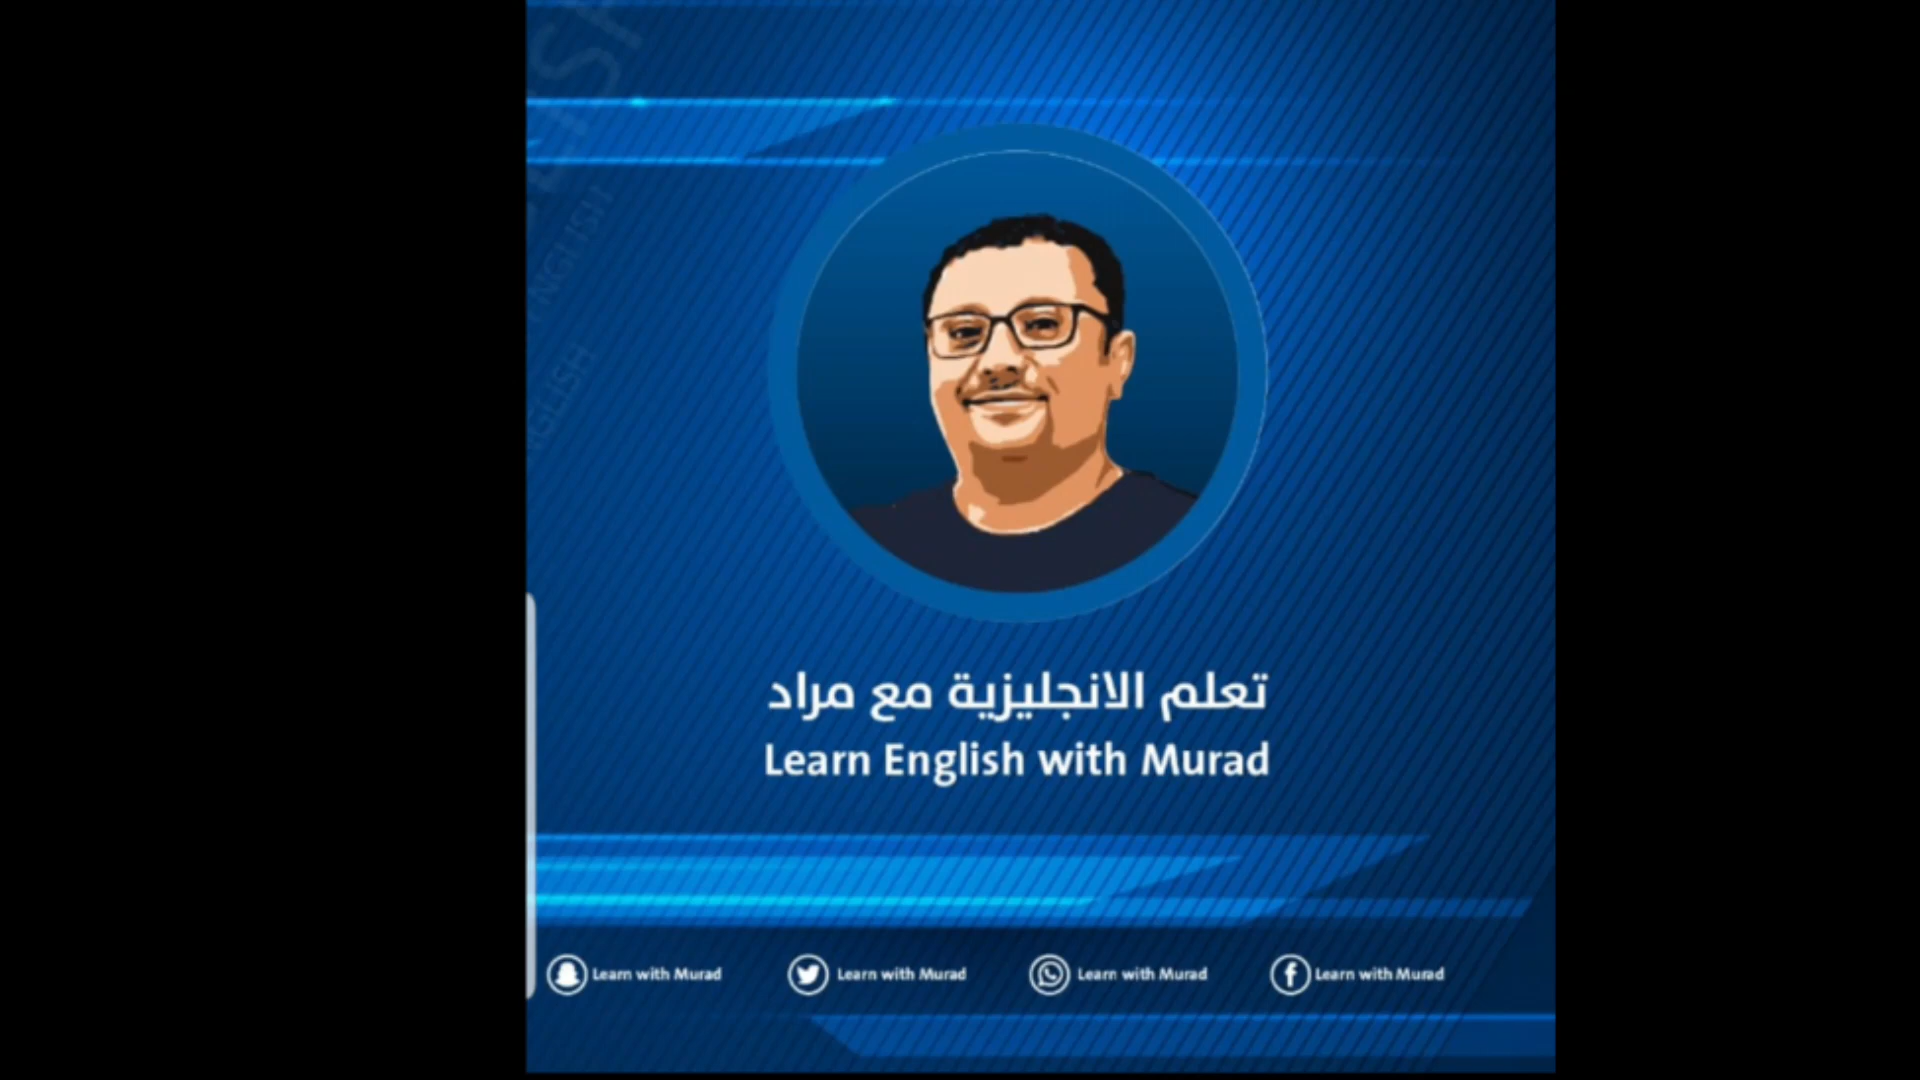 ENGLISH
تعلم الانجليزية مع مراد
Learn English with Murad
Learn with Murad
Learn with Murad
Learn with Murad
Learn with Murad